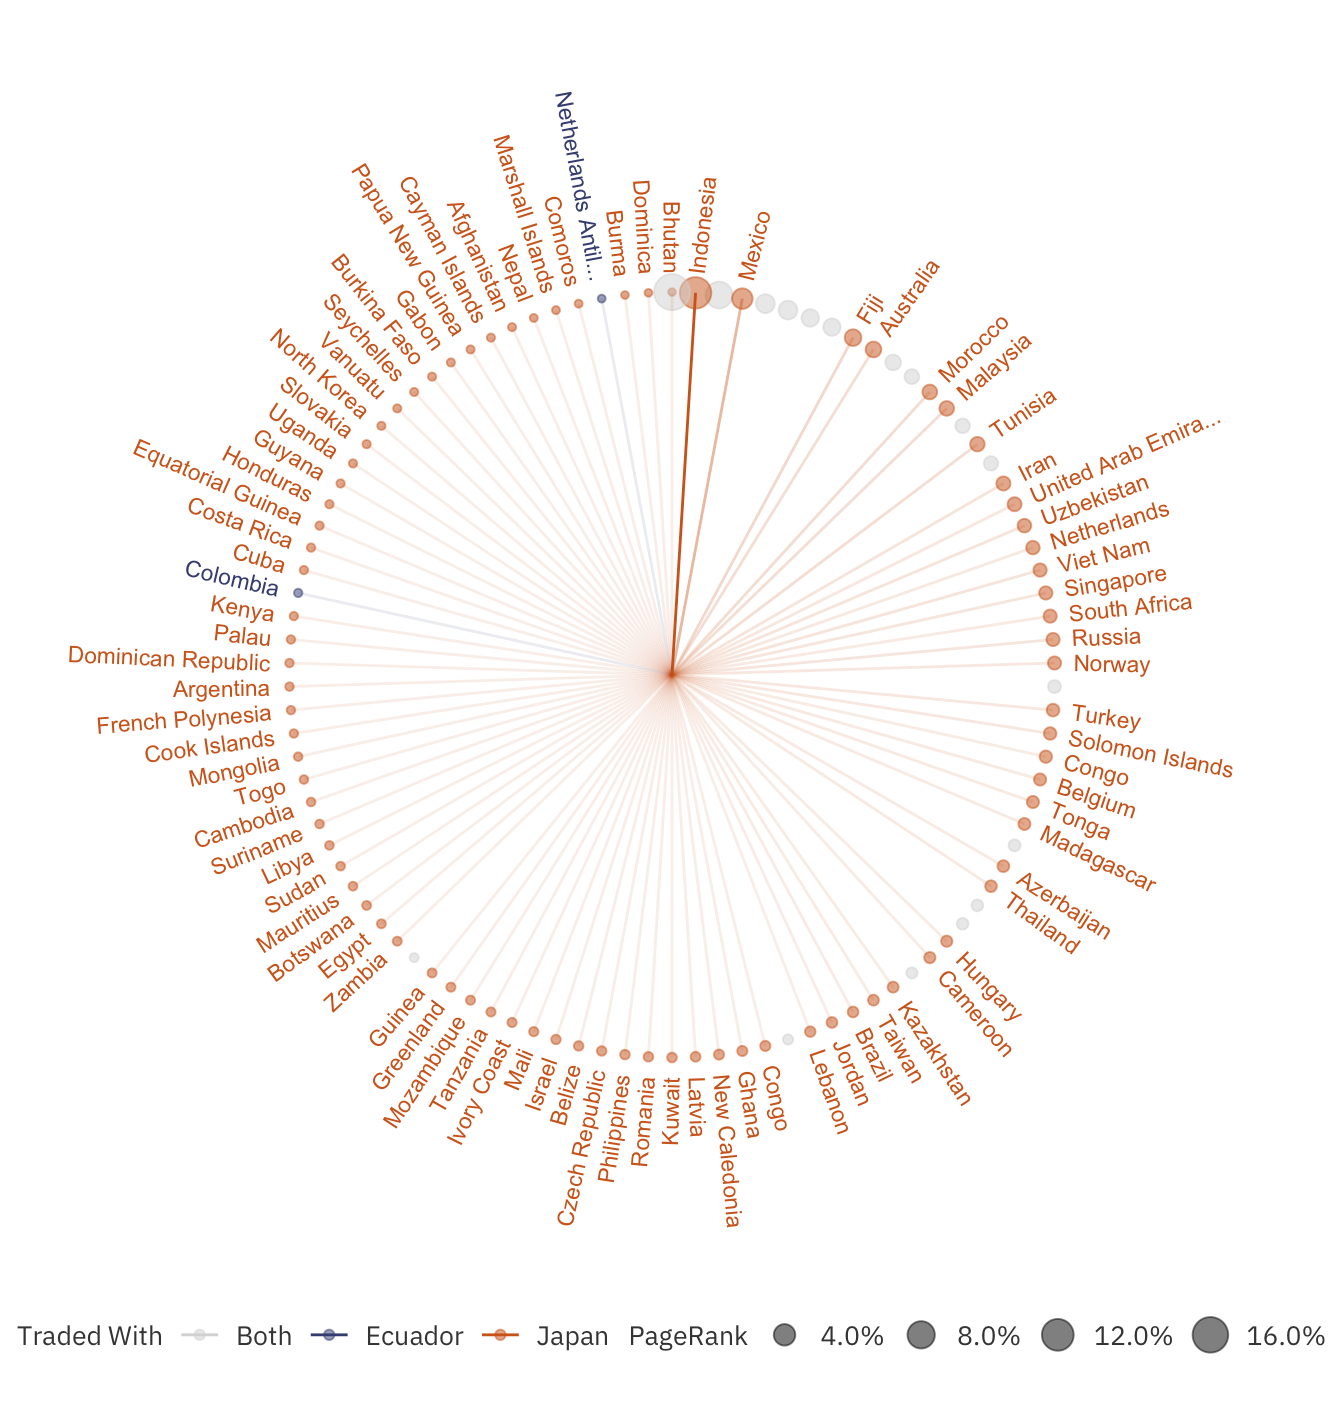 Bhutan
Indonesia
Mexico
Fiji
Australia
Morocco
Malaysia
Tunisia
Iran
United Arab Emira...
Uzbekistan
Netherlands
Viet Nam
Singapore
South Africa
Russia
Norway
Turkey
Solomon Islands
Congo
Belgium
Tonga
Madagascar
Azerbaijan
Thailand
Hungary
Cameroon
Kazakhstan
Taiwan
Brazil
Jordan
Lebanon
Congo
Ghana
New Caledonia
Latvia
Kuwait
Romania
Philippines
Czech Republic
Belize
Israel
Mali
Ivory Coast
Tanzania
Mozambique
Greenland
Guinea
Zambia
Egypt
Botswana
Mauritius
Sudan
Libya
Suriname
Cambodia
Togo
Mongolia
Cook Islands
French Polynesia
Argentina
Dominican Republic
Palau
Kenya
Colombia
Cuba
Costa Rica
Equatorial Guinea
Honduras
Guyana
Uganda
Slovakia
North Korea
Vanuatu
Seychelles
Burkina Faso
Gabon
Papua New Guinea
Cayman Islands
Afghanistan
Nepal
Marshall Islands
Comoros
Netherlands Antil...
Burma
Dominica
Traded With Both Ecuador Japan PageRank 4.0% 8.0% 12.0% 16.0%